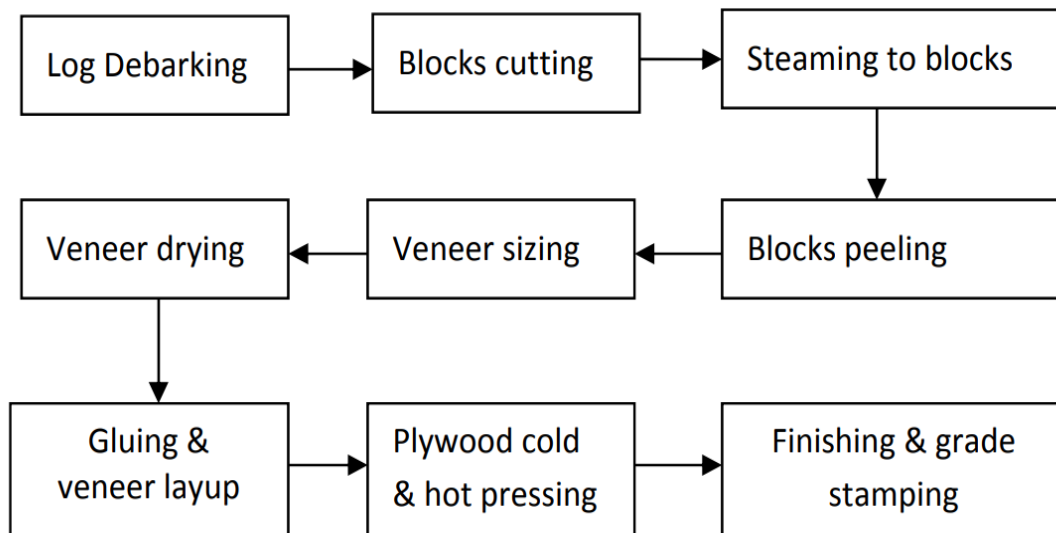 Log Debarking
Blocks cutting
Steaming to blocks
Blocks peeling
Veneer sizing
Veneer drying
Gluing &
veneer layup
Plywood cold
& hot pressing
Finishing & grade
stamping